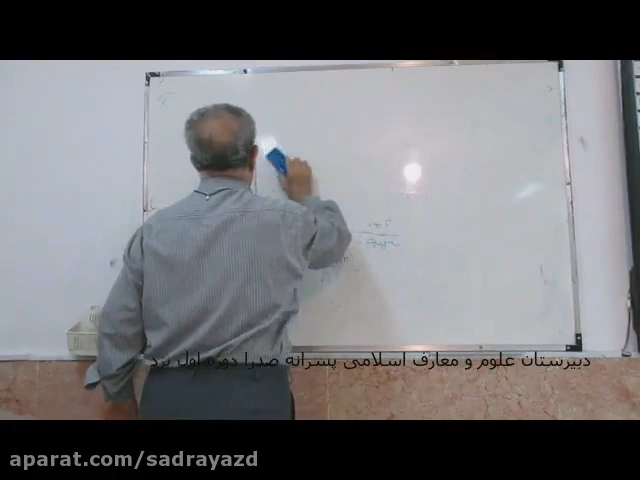 دبیرستان علوم و معارف اسلامی پسرانه صدرا دوره اول یزد
aparat.com/sadrayazd